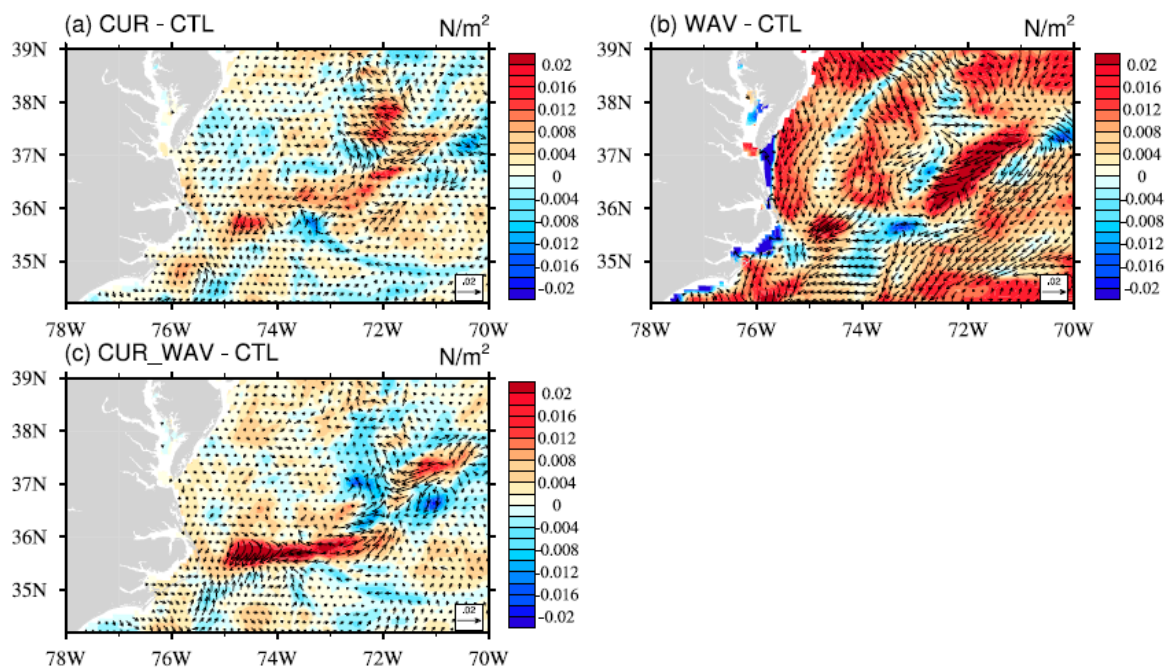 (a) CUR - CTL N/m² (b) WAV - CTL N/m²
39N 39N
38N 38N
37N 37N
36N 36N
35N 35N
0.02 0.02
0.016 0.016
0.012 0.012
0.008 0.008
0.004 0.004
0 0
-0.004 -0.004
-0.008 -0.008
-0.012 -0.012
-0.016 -0.016
-0.02 -0.02
.02 .02
78W 76W 74W 72W 70W 78W 76W 74W 72W 70W
(c) CUR_WAV - CTL N/m²
39N
38N
37N
36N
35N
0.02
0.016
0.012
0.008
0.004
0
-0.004
-0.008
-0.012
-0.016
-0.02
.02
78W 76W 74W 72W 70W